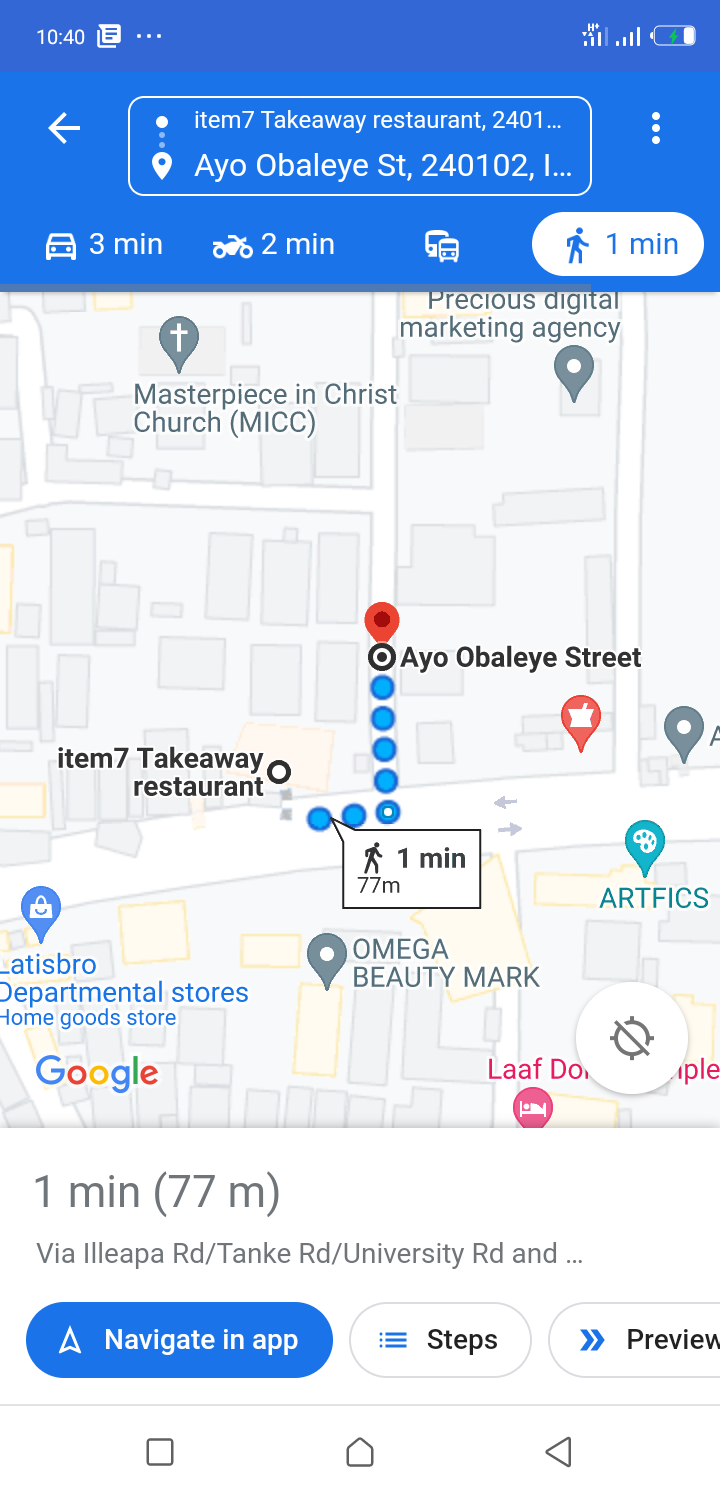 10:40
H+
item7 Takeaway restaurant, 2401...
Ayo Obaleye St, 240102, I...
3 min
2 min
1 min
Precious digital
marketing agency
Masterpiece in Christ
Church (MICC)
Ayo Obaleye Street
item7 Takeaway
restaurant
A
1 min
77m
ARTFICS
OMEGA
BEAUTY MARK
Latisbro
Departmental stores
Home goods store
Google
Laaf Do
1 min (77 m)
Via Illeapa Rd/Tanke Rd/University Rd and ...
Navigate in app
Steps
Preview